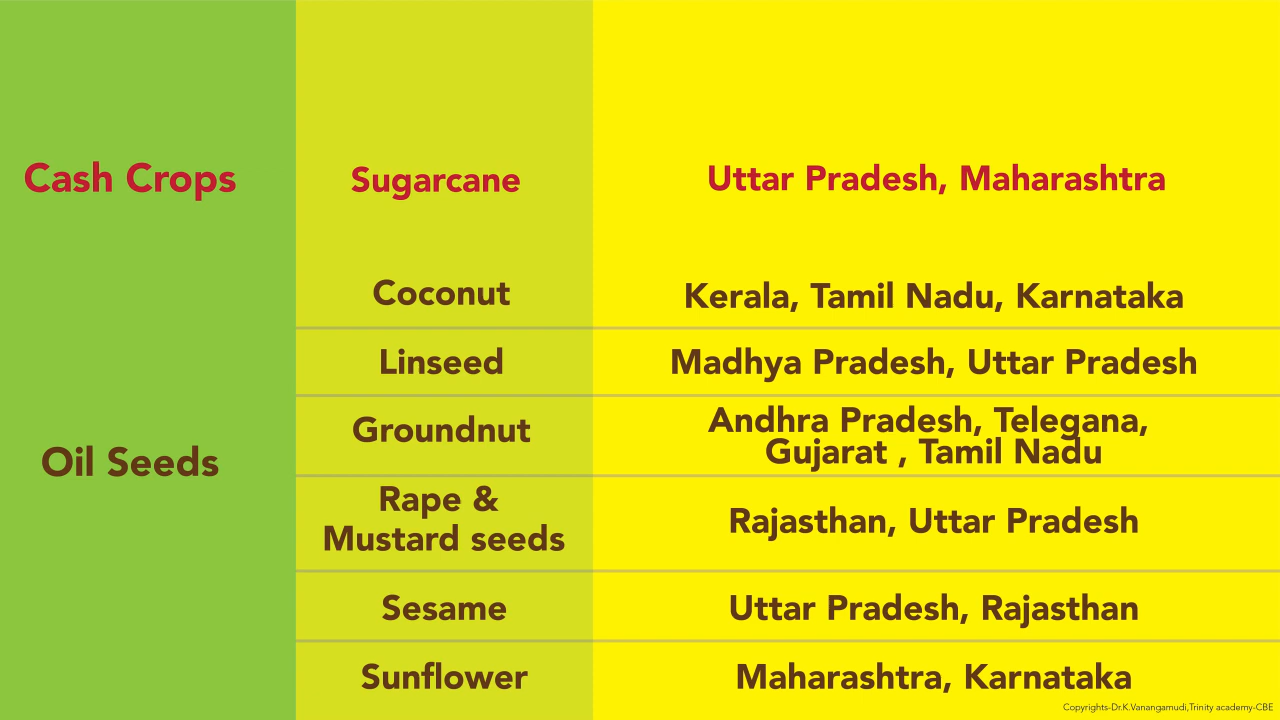 Cash Crops
Sugarcane
Uttar Pradesh, Maharashtra
Coconut
Kerala, Tamil Nadu, Karnataka
Linseed
Madhya Pradesh, Uttar Pradesh
Oil Seeds
Groundnut
Andhra Pradesh, Telegana,
Gujarat , Tamil Nadu
Rape &
Mustard seeds
Rajasthan, Uttar Pradesh
Sesame
Uttar Pradesh, Rajasthan
Sunflower
Maharashtra, Karnataka
Copyrights-Dr.K.Vanangamudi,Trinity academy-CBE